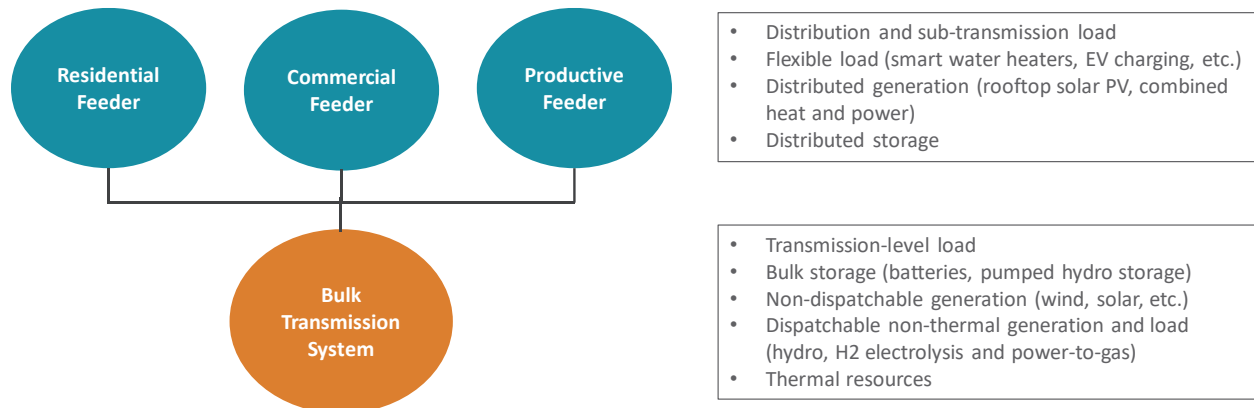 Residential
Feeder
Commercial
Feeder
Productive
Feeder
• Distribution and sub-transmission load
• Flexible load (smart water heaters, EV charging, etc.)
• Distributed generation (rooftop solar PV, combined
heat and power)
• Distributed storage
Bulk
Transmission
System
• Transmission-level load
• Bulk storage (batteries, pumped hydro storage)
• Non-dispatchable generation (wind, solar, etc.)
• Dispatchable non-thermal generation and load
(hydro, H2 electrolysis and power-to-gas)
• Thermal resources